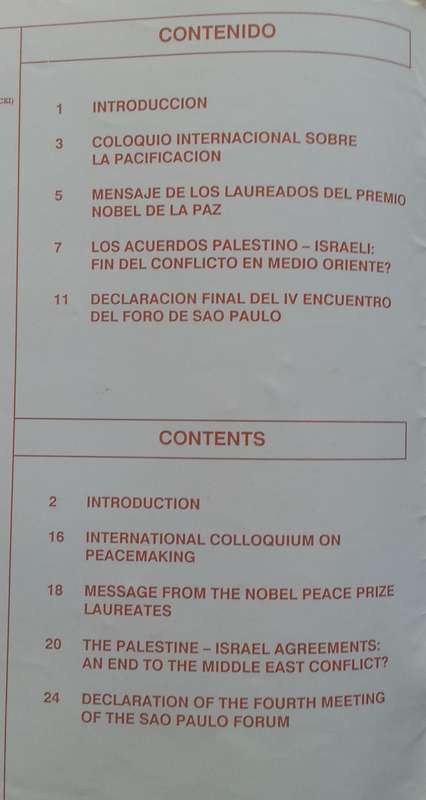 CONTENIDO
1 INTRODUCCION
3 COLOQUIO INTERNACIONAL SOBRE
LA PACIFICACION
5 MENSAJE DE LOS LAUREADOS DEL PREMIO
NOBEL DE LA PAZ
7 LOS ACUERDOS PALESTINO – ISRAELI:
FIN DEL CONFLICTO EN MEDIO ORIENTE?
11 DECLARACION FINAL DEL IV ENCUENTRO
DEL FORO DE SAO PAULO
CONTENTS
2 INTRODUCTION
16 INTERNATIONAL COLLOQUIUM ON
PEACEMAKING
18 MESSAGE FROM THE NOBEL PEACE PRIZE
LAUREATES
20 THE PALESTINE – ISRAEL AGREEMENTS:
AN END TO THE MIDDLE EAST CONFLICT?
24 DECLARATION OF THE FOURTH MEETING
OF THE SAO PAULO FORUM